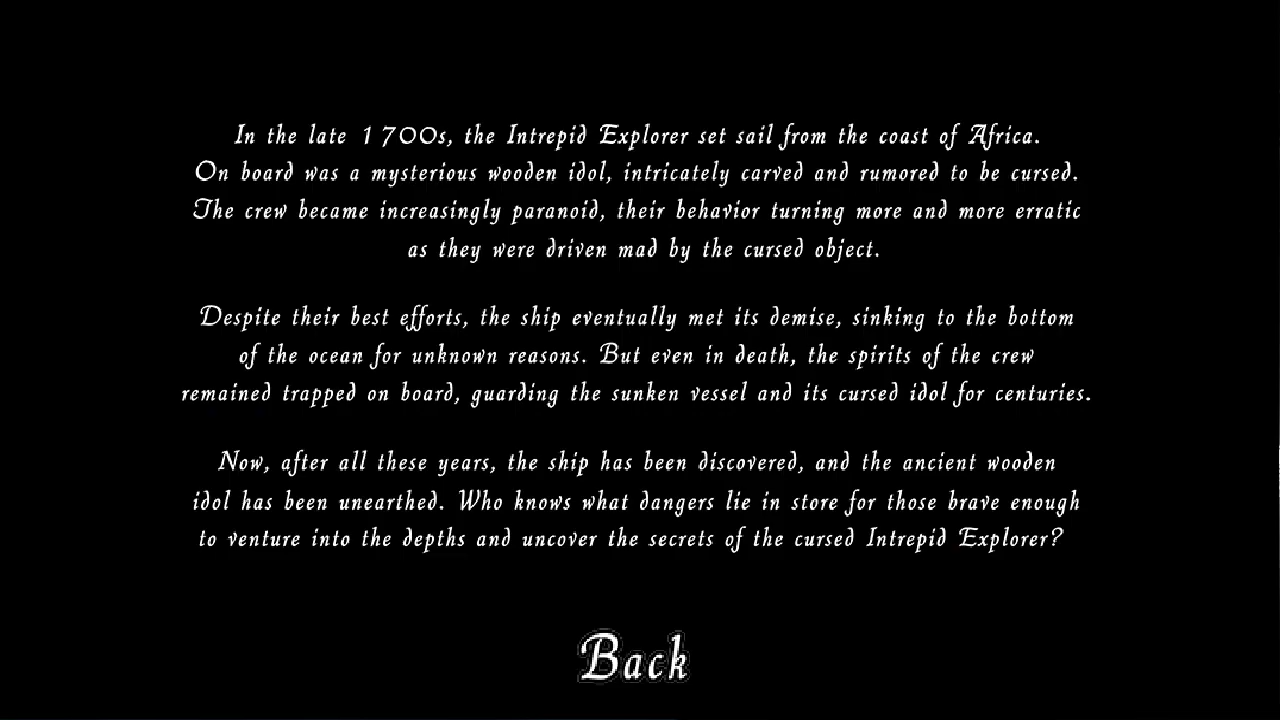 In the late 1700s, the Intrepid Explorer set sail from the coast of Africa.
On board was a mysterious wooden idol, intricately carved and rumored to be cursed.
The crew became increasingly paranoid, their behavior turning more and more erratic
as they were driven mad by the cursed object.
Despite their best efforts, the ship eventually met its demise, sinking to the bottom
of the ocean for unknown reasons. But even in death, the spirits of the crew
remained trapped on board, guarding the sunken vessel and its cursed idol for centuries.
Now, after all these years, the ship has been discovered, and the ancient wooden
idol has been unearthed. Who knows what dangers lie in store for those brave enough
to venture into the depths and uncover the secrets of the cursed Intrepid Explorer?
Back